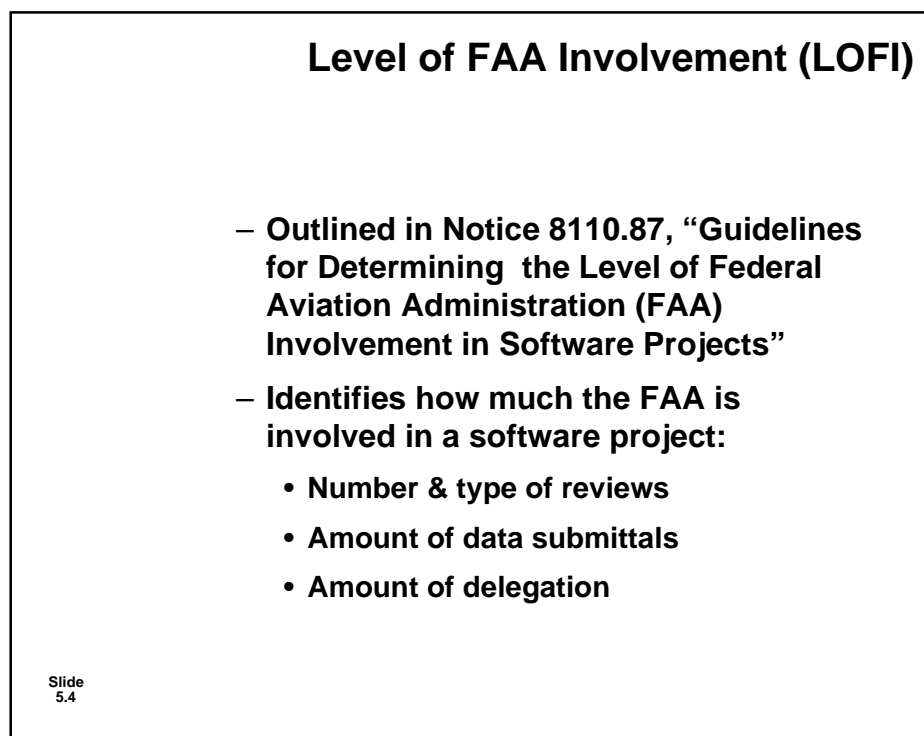 Level of FAA Involvement (LOFI)
– Outlined in Notice 8110.87, “Guidelines
for Determining  the Level of Federal
Aviation Administration (FAA)
Involvement in Software Projects”
– Identifies how much the FAA is
involved in a software project:
• Number & type of reviews
• Amount of data submittals
• Amount of delegation
Slide
5.4